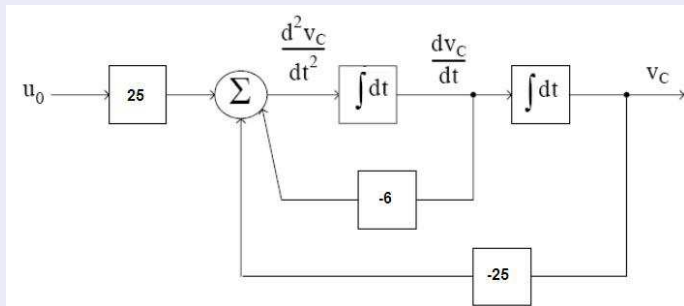 u₀
25
Σ
d²v_C
dt²
∫dt
dv_C
dt
∫dt
v_C
-6
-25